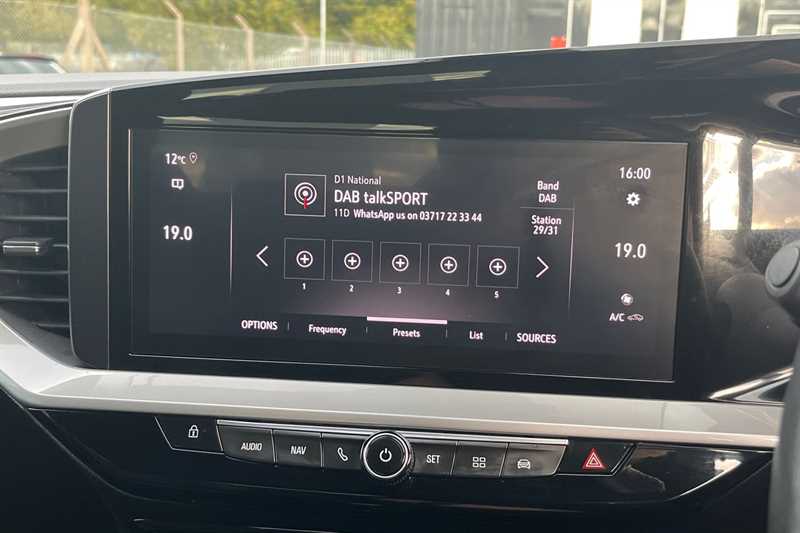 12°C
19.0
D1 National
DAB talkSPORT
11D WhatsApp us on 03717 22 33 44
Band
DAB
Station
29/31
16:00
19.0
A/C
1
2
3
4
5
OPTIONS
Frequency
Presets
List
SOURCES
AUDIO
NAV
SET